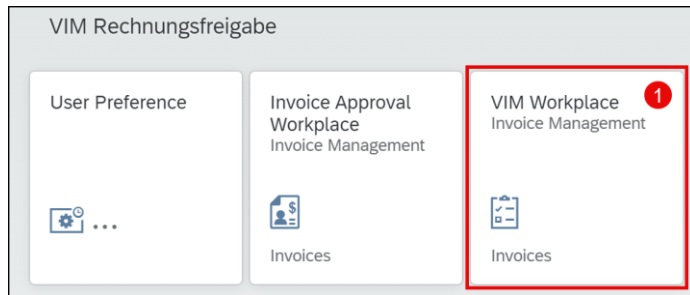 VIM Rechnungsfreigabe
User Preference
...
Invoice Approval
Workplace
Invoice Management
$
Invoices
VIM Workplace
1
Invoice Management
Invoices